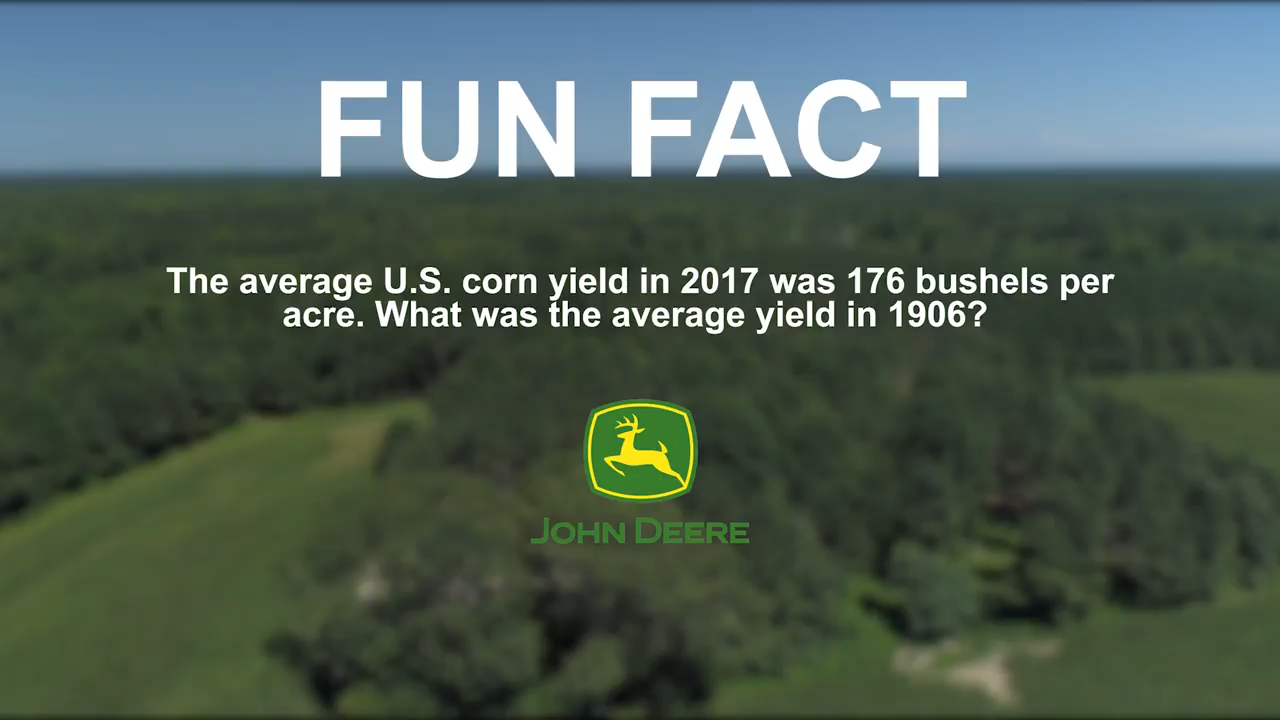 FUN FACT
The average U.S. corn yield in 2017 was 176 bushels per
acre. What was the average yield in 1906?
JOHN DEERE